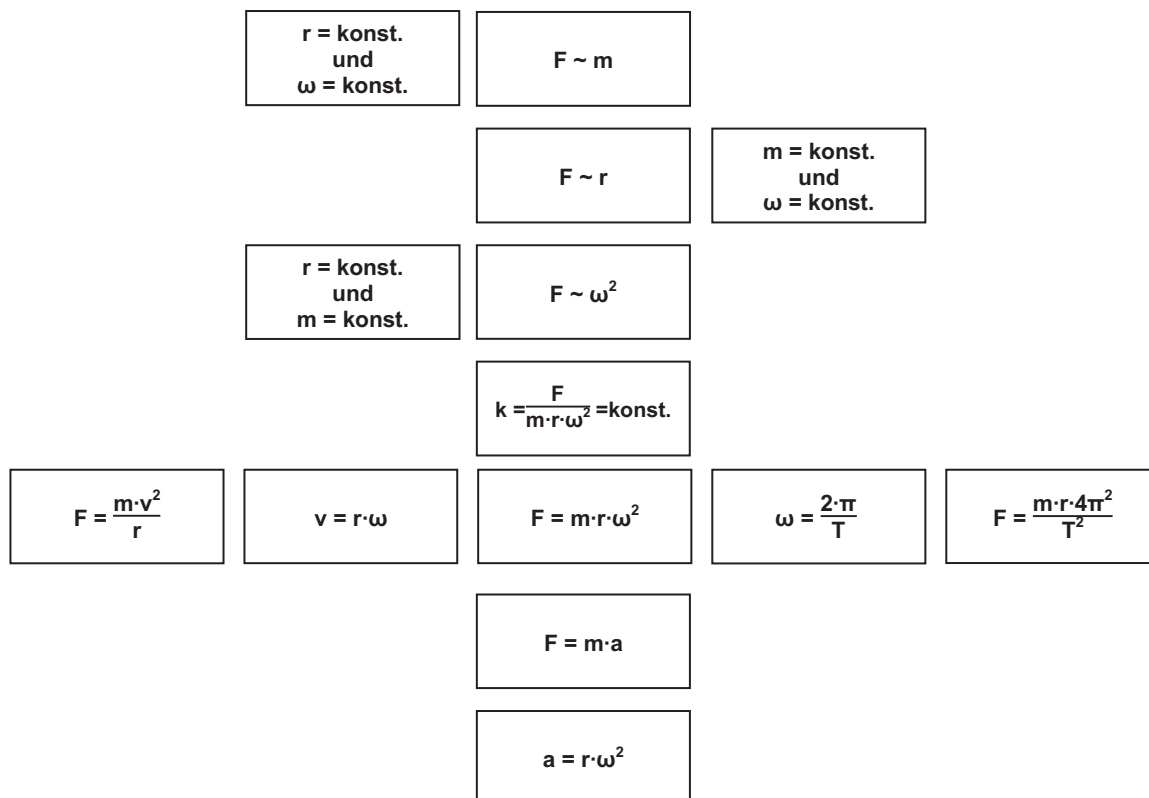 r = konst.
und
ω = konst.
F ~ m
F ~ r
m = konst.
und
ω = konst.
r = konst.
und
m = konst.
F ~ ω²
k = F/m·r·ω² =konst.
F = m·v²/r
v = r·ω
F = m·r·ω²
ω = 2·π/T
F = m·r·4π²/T²
F = m·a
a = r·ω²